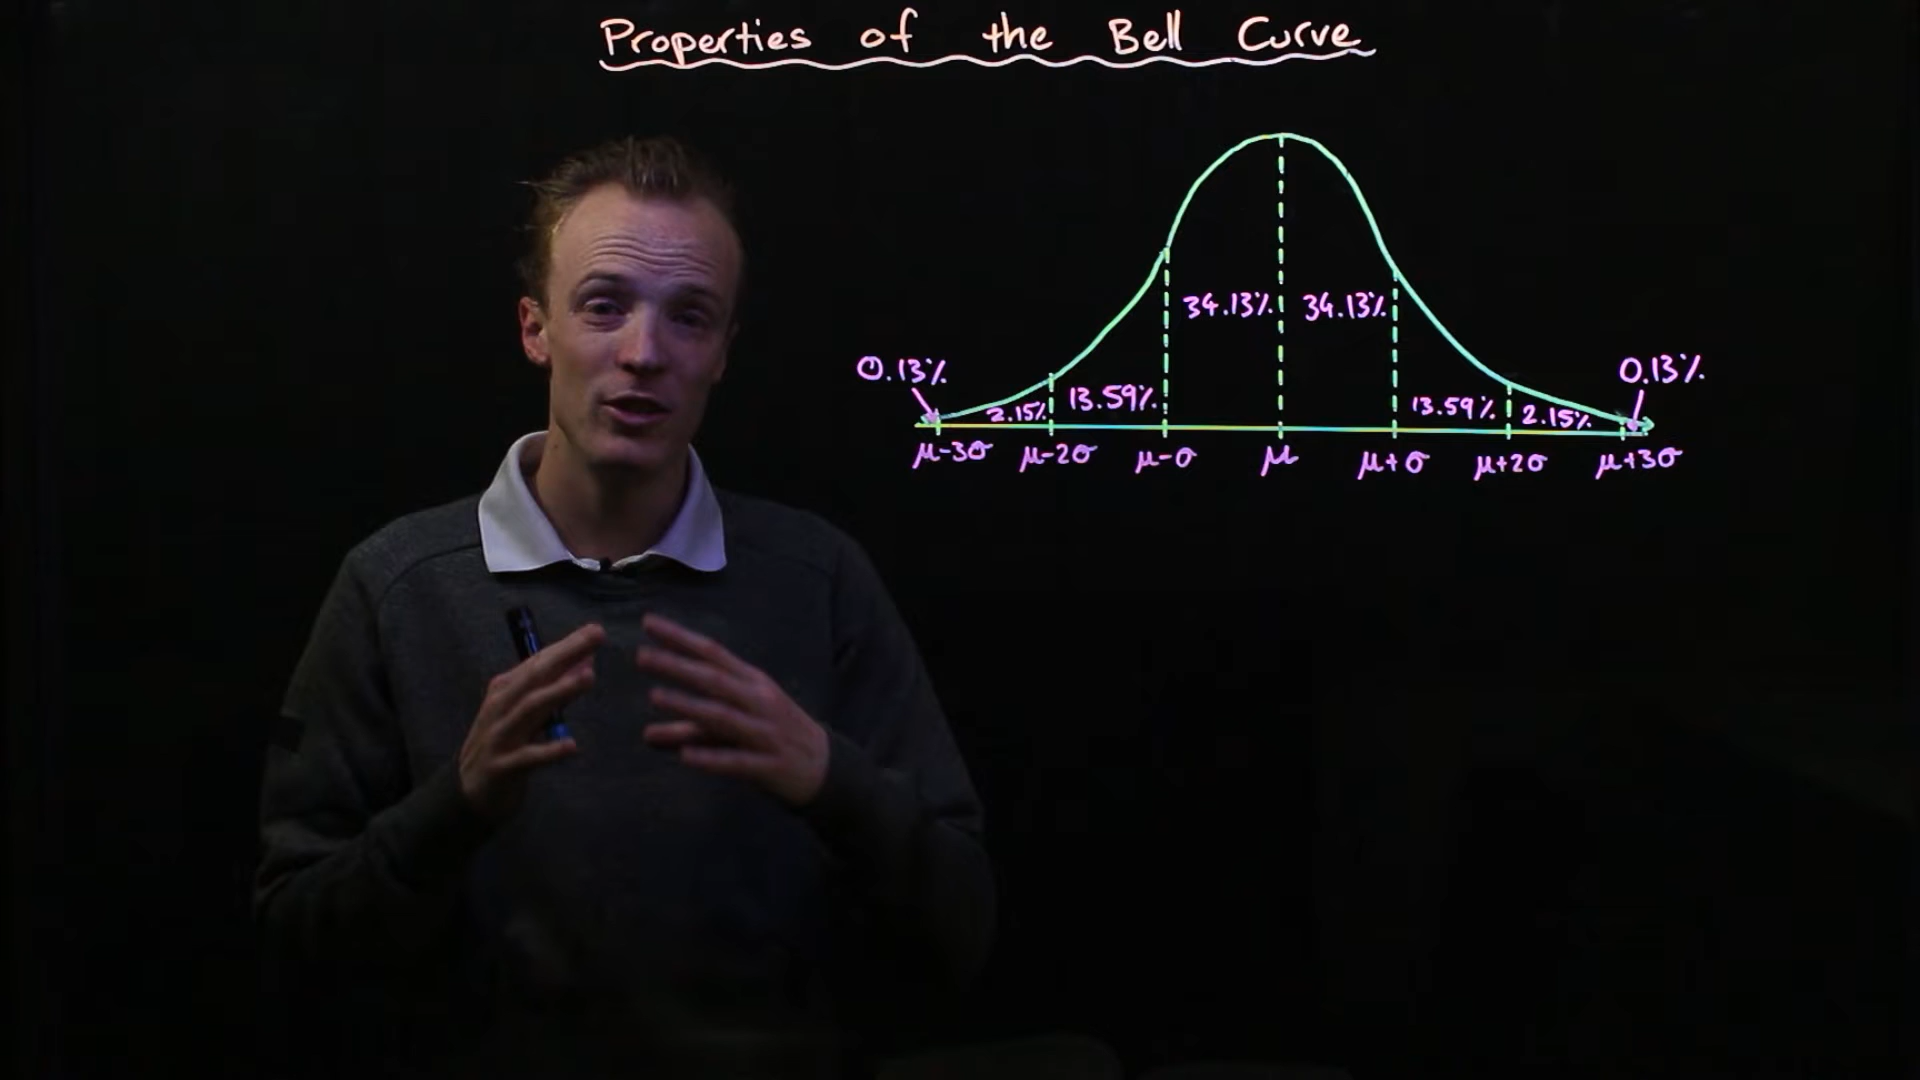 Properties of the Bell Curve
34.13% 34.13%
0.13% 0.13%
2.15% 13.59% 13.59% 2.15%
μ-3σ μ-2σ μ-σ μ μ+σ μ+2σ μ+3σ